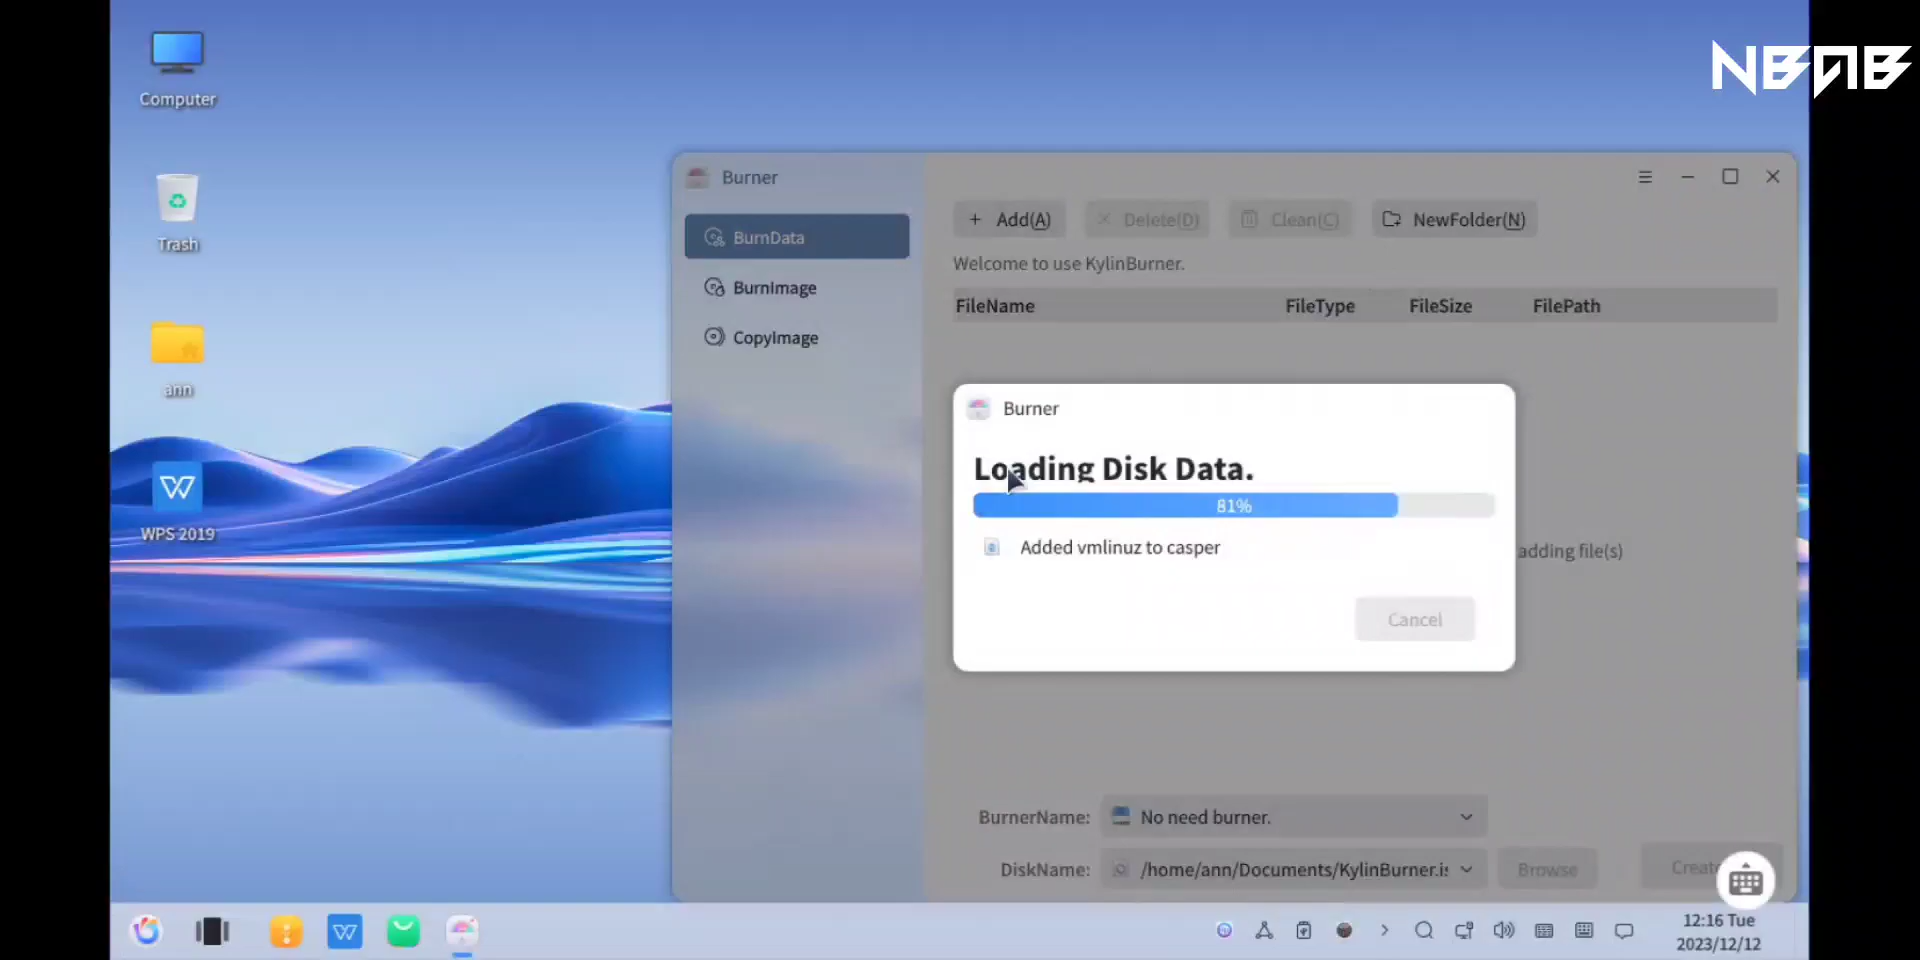 NBAB
Computer
Trash
ann
WPS 2019
Burner
BurnData
BurnImage
CopyImage
+ Add(A)
Delete(D)
Clean(C)
NewFolder(N)
Welcome to use KylinBurner.
FileName FileType FileSize FilePath
Burner
Loading Disk Data.
81%
Added vmlinuz to casper
Cancel
adding file(s)
BurnerName: No need burner.
DiskName: /home/ann/Documents/KylinBurner.is
Browse
Create
12:16 Tue
2023/12/12